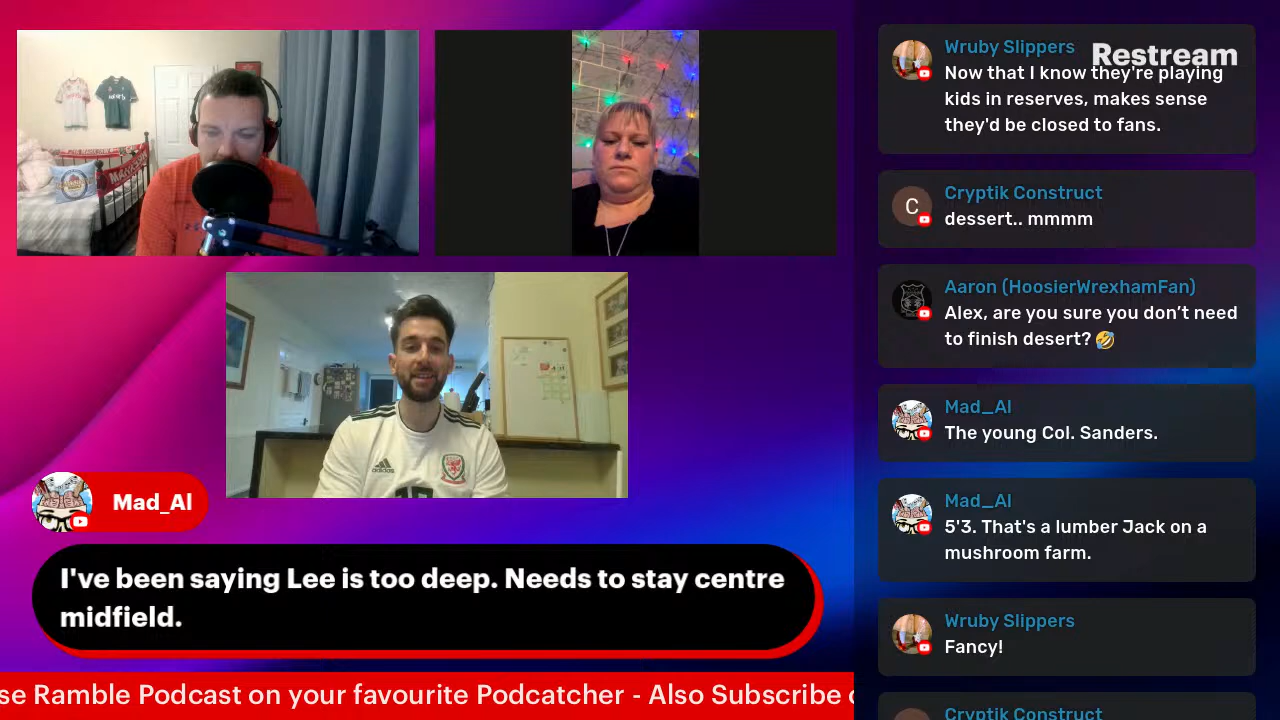 Restream
Wruby Slippers
Now that I know they're playing
kids in reserves, makes sense
they'd be closed to fans.
C
Cryptik Construct
dessert.. mmmm
Aaron (HoosierWrexhamFan)
Alex, are you sure you don’t need
to finish desert? 🤣
Mad_Al
The young Col. Sanders.
Mad_Al
5'3. That's a lumber Jack on a
mushroom farm.
Wruby Slippers
Fancy!
Cryptik Construct
adidas
Mad_Al
I've been saying Lee is too deep. Needs to stay centre
midfield.
se Ramble Podcast on your favourite Podcatcher - Also Subscribe